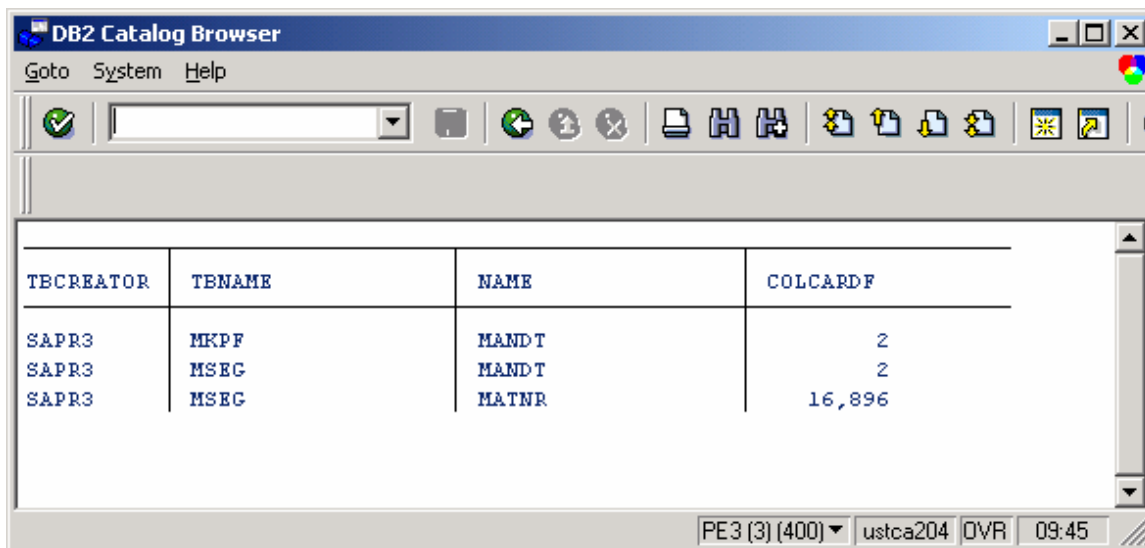 DB2 Catalog Browser
Goto System Help
TBCREATOR TBNAME NAME COLCARDF
SAPR3 MKPF MANDT 2
SAPR3 MSEG MANDT 2
SAPR3 MSEG MATNR 16,896
PE3 (3) (400) ustca204 OVR 09:45